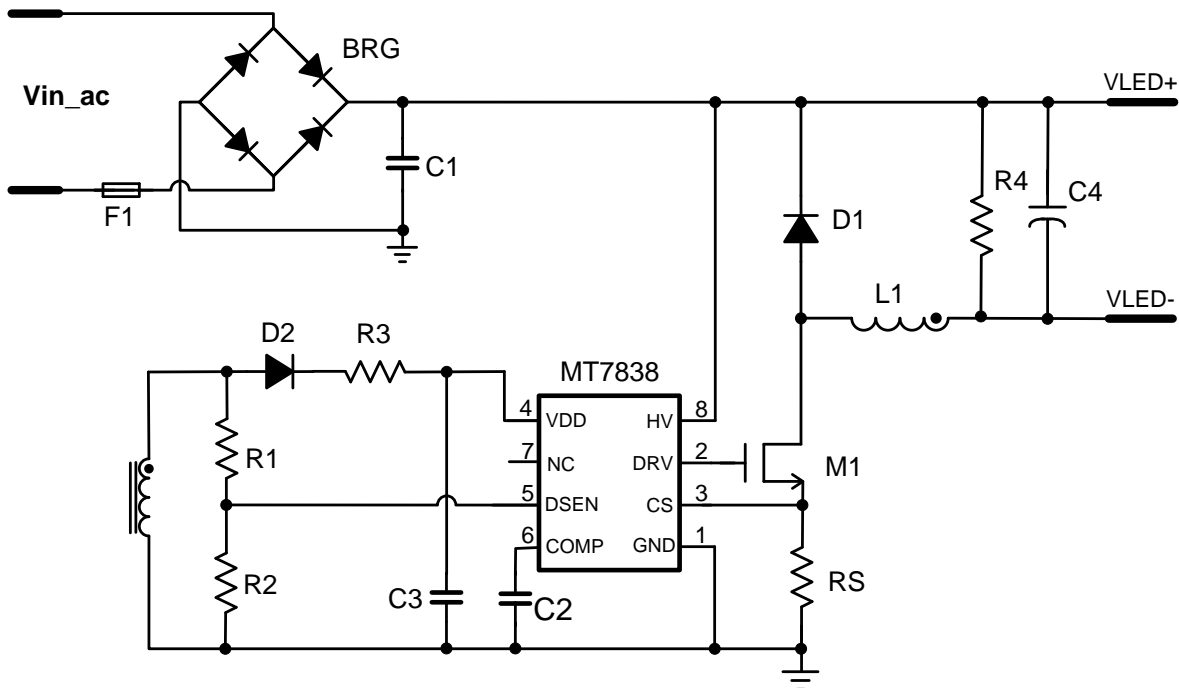 BRG
Vin_ac
C1
F1
VLED+
R4
C4
D1
L1
VLED-
D2
R3
MT7838
4
VDD
HV
8
7
NC
DRV
2
M1
R1
5
DSEN
CS
3
6
COMP
GND
1
R2
C3
C2
RS